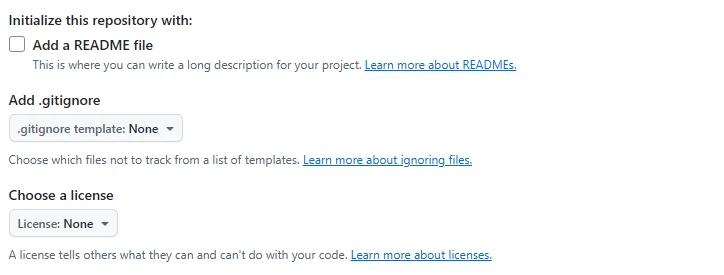 Initialize this repository with:
Add a README file
This is where you can write a long description for your project. Learn more about READMEs.
Add .gitignore
.gitignore template: None
Choose which files not to track from a list of templates. Learn more about ignoring files.
Choose a license
License: None
A license tells others what they can and can't do with your code. Learn more about licenses.